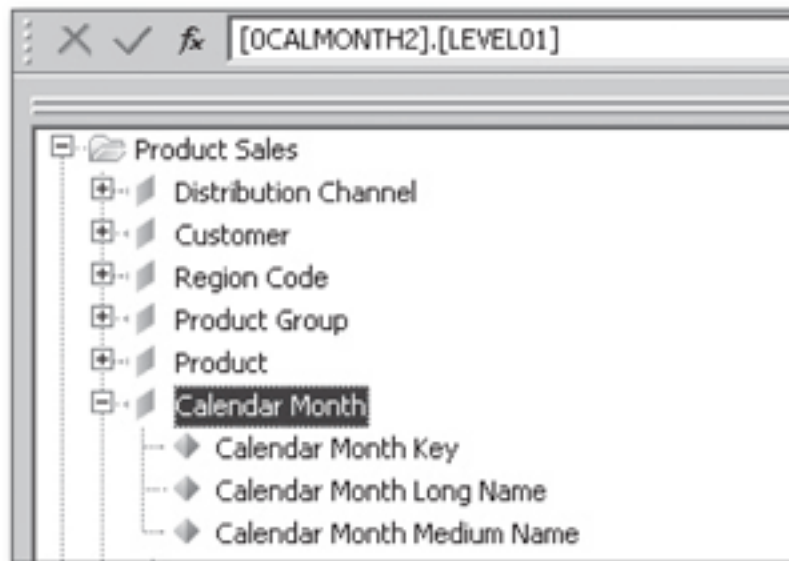 fx [0CALMONTH2].[LEVEL01]
Product Sales
Distribution Channel
Customer
Region Code
Product Group
Product
Calendar Month
Calendar Month Key
Calendar Month Long Name
Calendar Month Medium Name